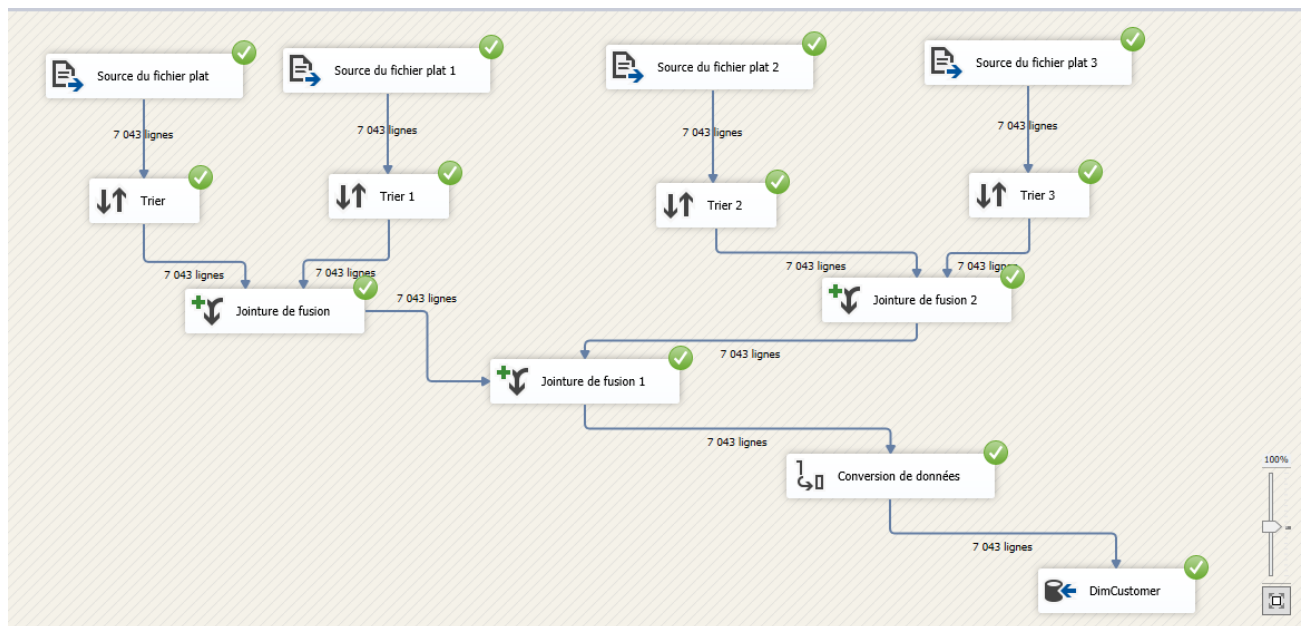 Source du fichier plat
Source du fichier plat 1
Source du fichier plat 2
Source du fichier plat 3
7 043 lignes
7 043 lignes
7 043 lignes
7 043 lignes
Trier
Trier 1
Trier 2
Trier 3
7 043 lignes
7 043 lignes
7 043 lignes
7 043 lignes
Jointure de fusion
7 043 lignes
Jointure de fusion 2
7 043 lignes
Jointure de fusion 1
7 043 lignes
100%
Conversion de données
7 043 lignes
DimCustomer